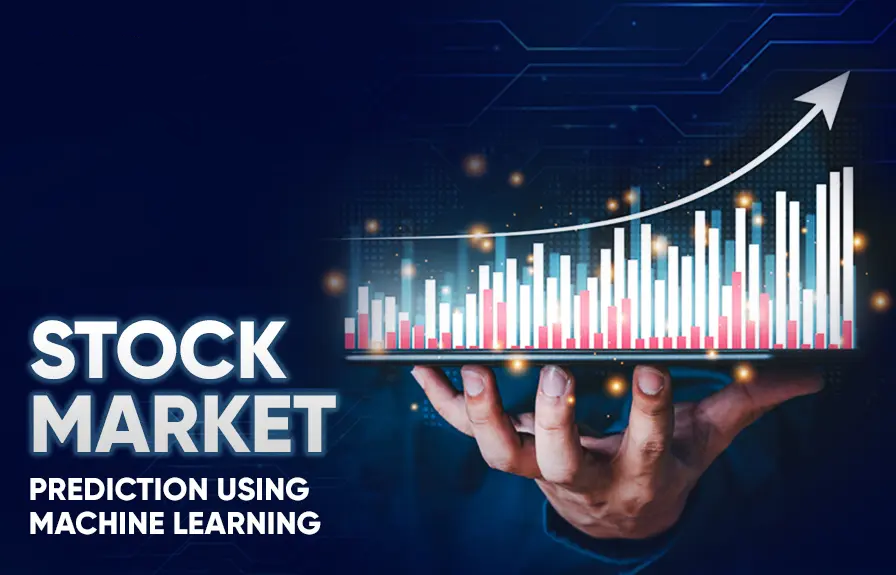 STOCK
MARKET
PREDICTION USING
MACHINE LEARNING